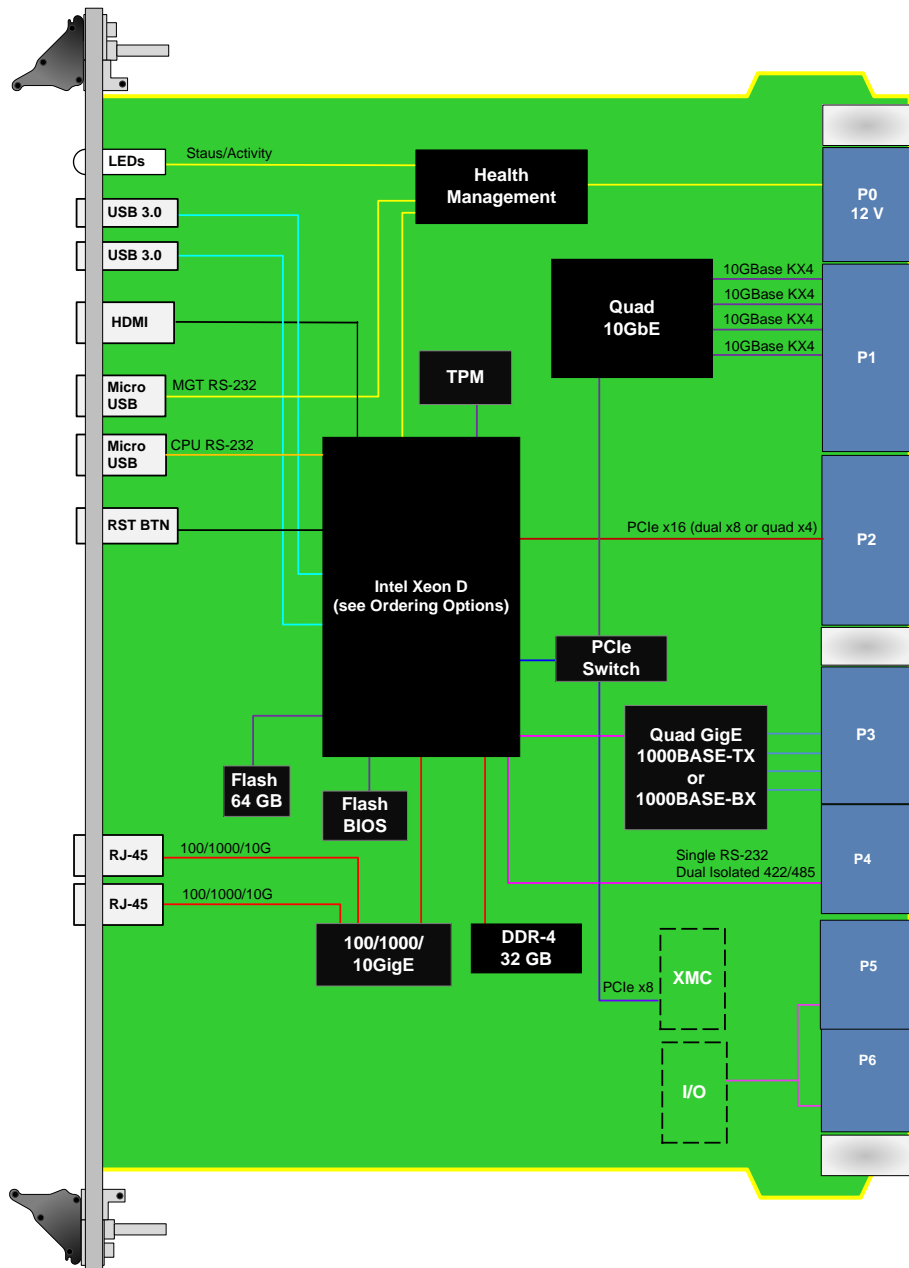 LEDs
Staus/Activity
Health
Management
P0
12 V
USB 3.0
USB 3.0
10GBase KX4
10GBase KX4
10GBase KX4
10GBase KX4
Quad
10GbE
P1
HDMI
TPM
Micro
USB
MGT RS-232
Micro
USB
CPU RS-232
RST BTN
PCIe x16 (dual x8 or quad x4)
P2
Intel Xeon D
(see Ordering Options)
PCIe
Switch
Quad GigE
1000BASE-TX
or
1000BASE-BX
P3
Flash
64 GB
Flash
BIOS
RJ-45
100/1000/10G
Single RS-232
Dual Isolated 422/485
P4
RJ-45
100/1000/10G
100/1000/
10GigE
DDR-4
32 GB
XMC
PCIe x8
P5
P6
I/O